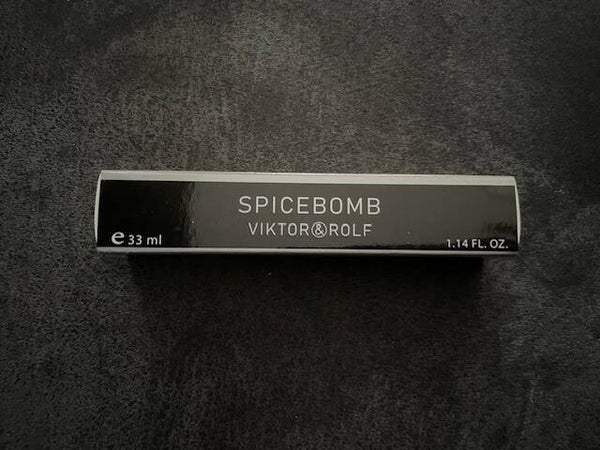 SPICEBOMB
VIKTOR&ROLF
℮ 33 ml
1.14 FL. OZ.